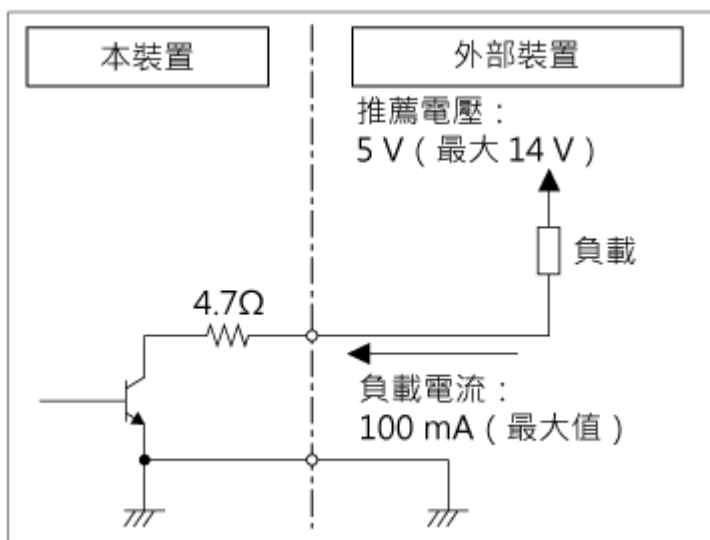 本裝置
外部裝置
推薦電壓：
5 V（最大 14 V）
負載
4.7Ω
負載電流：
100 mA（最大值）